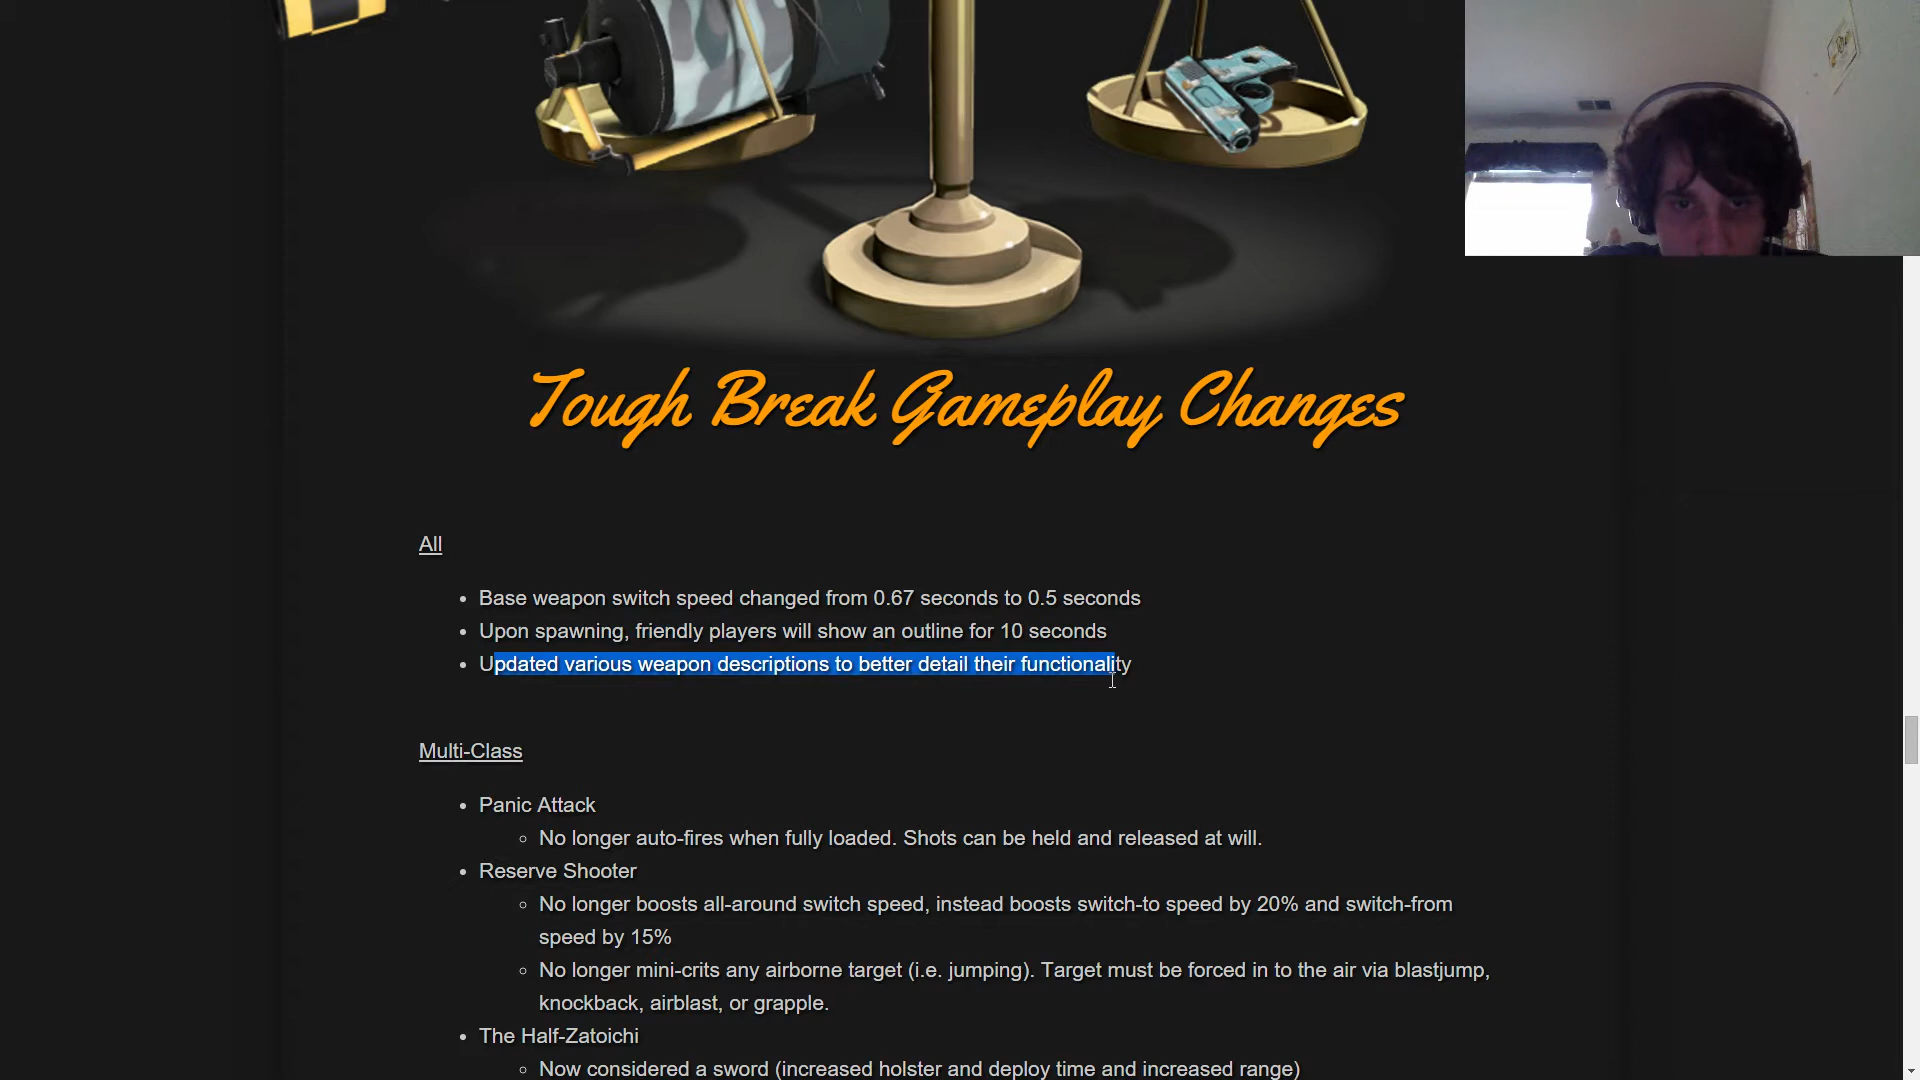 Tough Break Gameplay Changes
All
• Base weapon switch speed changed from 0.67 seconds to 0.5 seconds
• Upon spawning, friendly players will show an outline for 10 seconds
• Updated various weapon descriptions to better detail their functionality
Multi-Class
• Panic Attack
◦ No longer auto-fires when fully loaded. Shots can be held and released at will.
• Reserve Shooter
◦ No longer boosts all-around switch speed, instead boosts switch-to speed by 20% and switch-from
speed by 15%
◦ No longer mini-crits any airborne target (i.e. jumping). Target must be forced in to the air via blastjump,
knockback, airblast, or grapple.
• The Half-Zatoichi
◦ Now considered a sword (increased holster and deploy time and increased range)